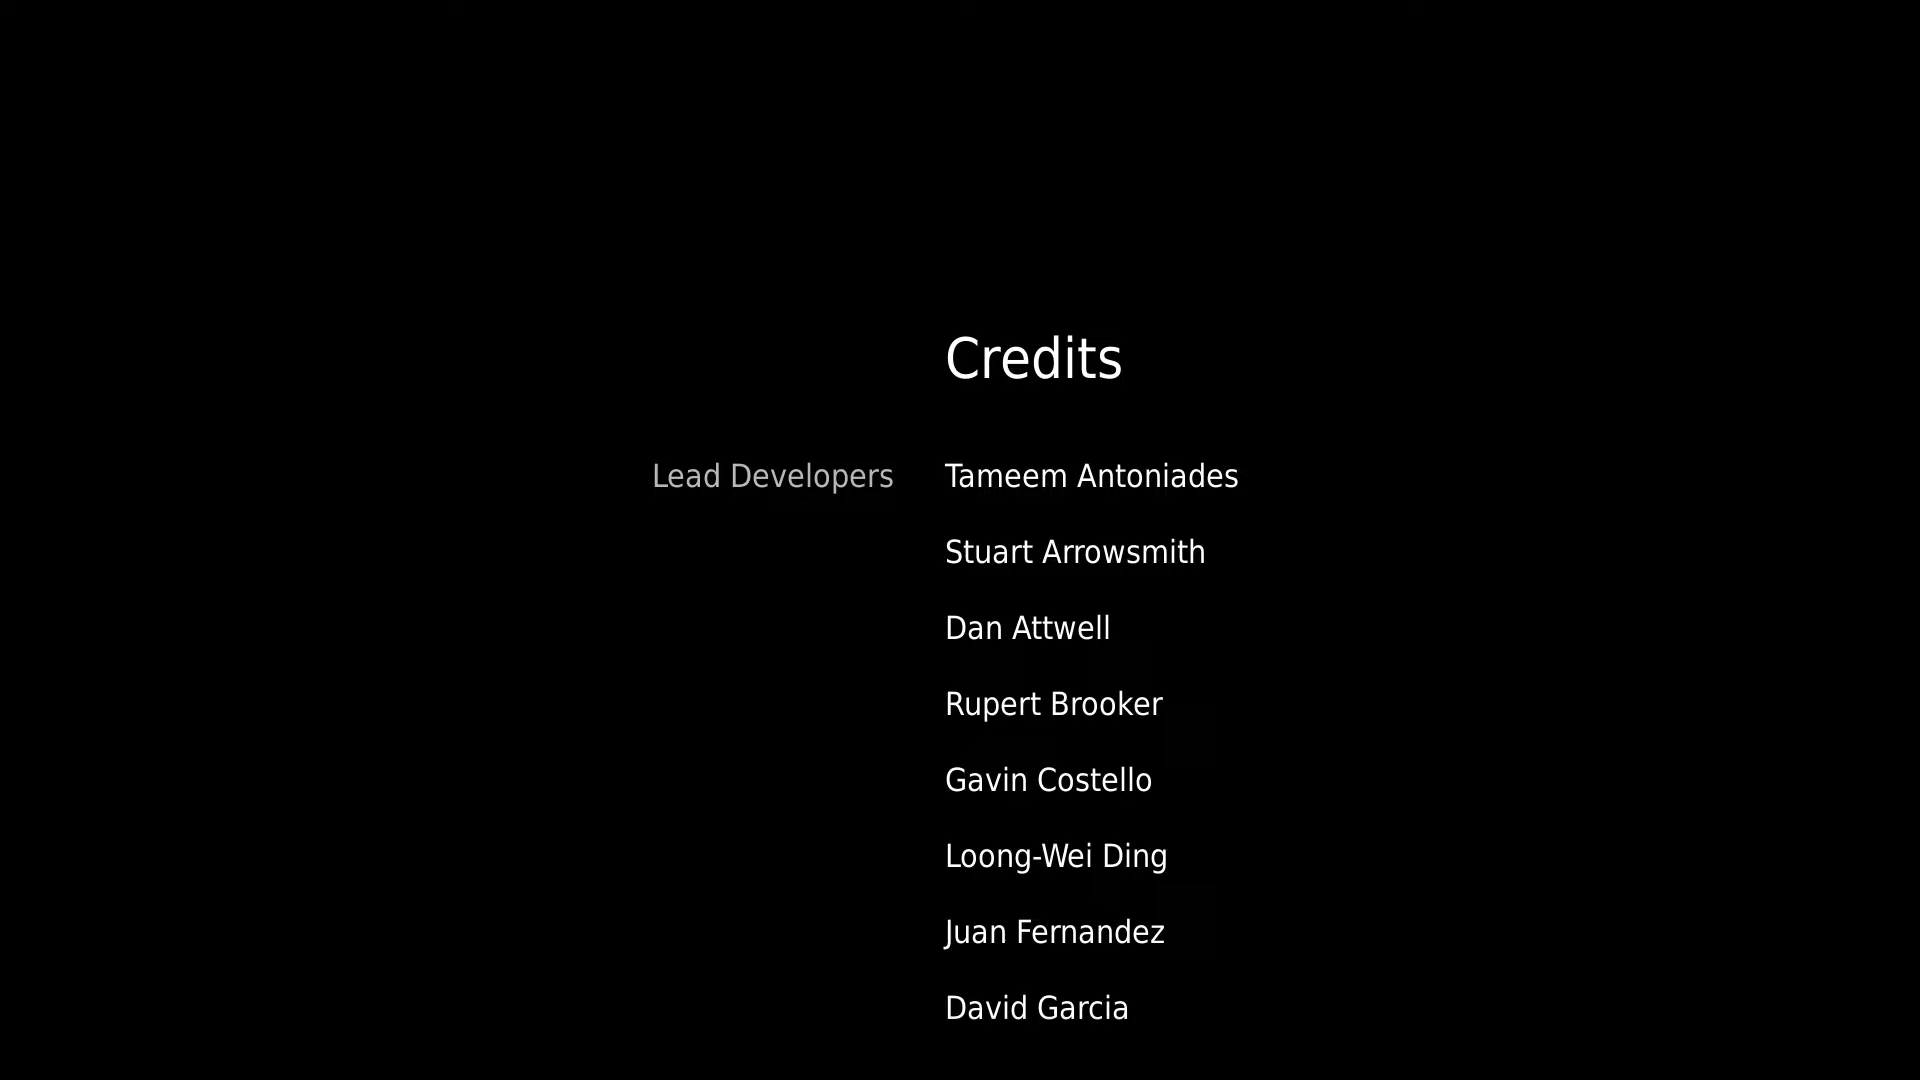 Credits
Lead Developers Tameem Antoniades
Stuart Arrowsmith
Dan Attwell
Rupert Brooker
Gavin Costello
Loong-Wei Ding
Juan Fernandez
David Garcia